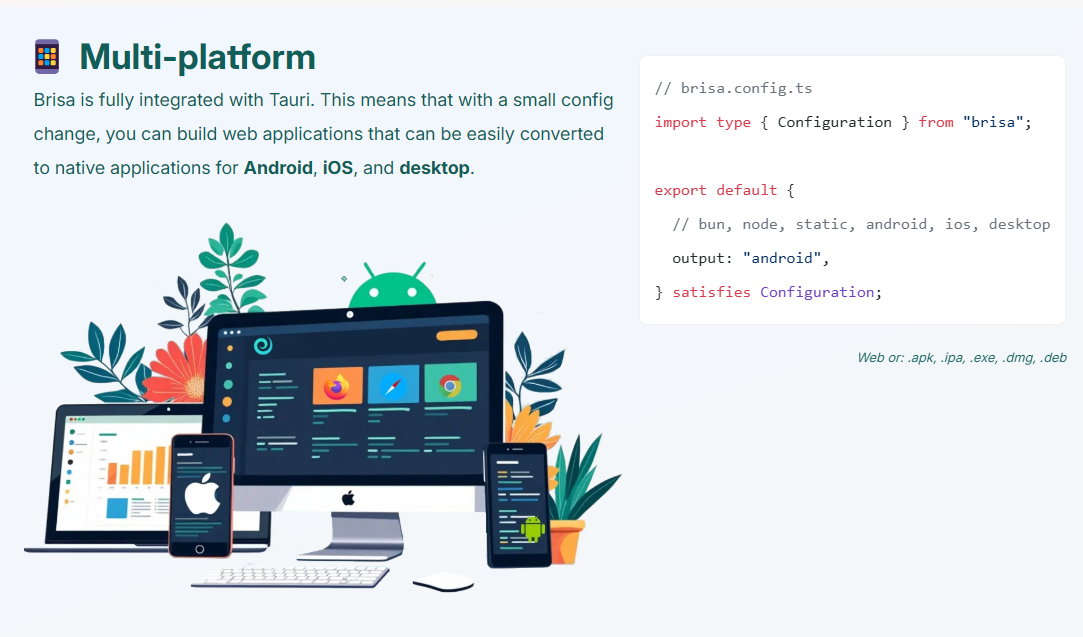 Multi-platform
Brisa is fully integrated with Tauri. This means that with a small config
change, you can build web applications that can be easily converted
to native applications for Android, iOS, and desktop.
// brisa.config.ts
import type { Configuration } from "brisa";
export default {
  // bun, node, static, android, ios, desktop
  output: "android",
} satisfies Configuration;
Web or: .apk, .ipa, .exe, .dmg, .deb